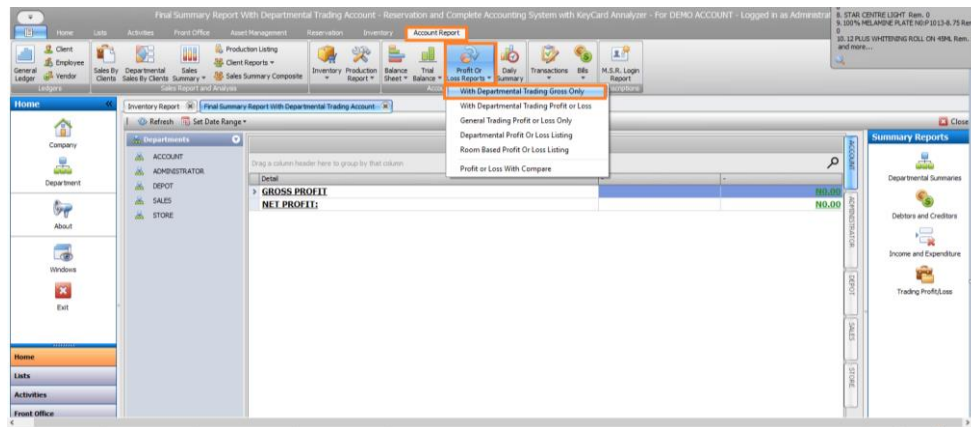 Final Summary Report With Departmental Trading Account - Reservation and Complete Accounting System with KeyCard Annalyzer - For DEMO ACCOUNT - Logged in as Administrat
8. STAR CENTRE LIGHT Rem. 0
9. 100% MELAMINE PLATE N0:P1013-8.75 Rem
0
10. 12 PLUS WHITENING ROLL ON 45ML Rem.
and more...
Home Lists Activities Front Office Asset Management Reservation Inventory Account Report
General Ledger
Client
Employee
Vendor
Ledgers
Sales By Clients
Departmental Sales By Clients
Sales Summary
Production Listing
Client Reports
Sales Summary Composite
Sales Report and Analysis
Inventory
Production Report
Balance Sheet
Trial Balance
Profit Or Loss Reports
Daily Summary
Transactions
Bills
M.S.R. Login Report
Accou
scriptions
With Departmental Trading Gross Only
With Departmental Trading Profit or Loss
General Trading Profit or Loss Only
Departmental Profit Or Loss Listing
Room Based Profit Or Loss Listing
Profit or Loss With Compare
Home «
Company
Department
About
Windows
Exit
Home
Lists
Activities
Front Office
Inventory Report
Final Summary Report With Departmental Trading Account
Refresh Set Date Range
Close
Departments
ACCOUNT
ADMINISTRATOR
DEPOT
SALES
STORE
Drag a column header here to group by that column
Detail - -
GROSS PROFIT N0.00
NET PROFIT: N0.00
ACCOUNT
ADMINISTRATOR
DEPOT
SALES
STORE
Summary Reports
Departmental Summaries
Debtors and Creditors
Income and Expenditure
Trading Profit/Loss